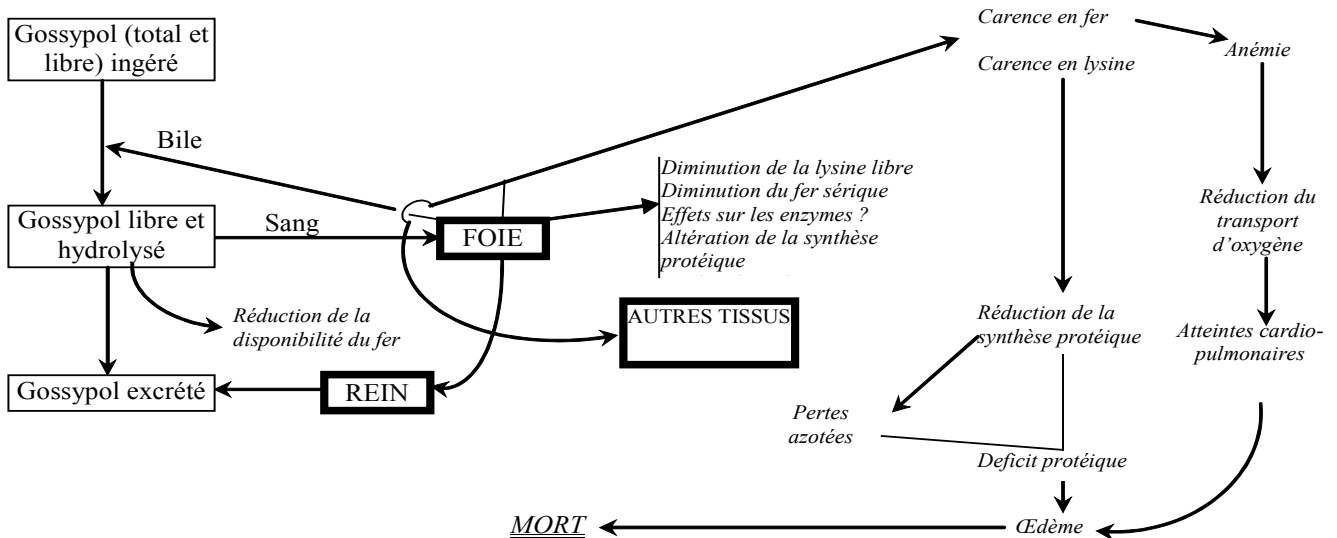 Gossypol (total et
libre) ingéré
Bile
Gossypol libre et
hydrolysé
Sang
FOIE
Réduction de la
disponibilité du fer
Gossypol excrété
REIN
Diminution de la lysine libre
Diminution du fer sérique
Effets sur les enzymes ?
Altération de la synthèse
protéique
AUTRES TISSUS
Carence en fer
Carence en lysine
Anémie
Réduction du
transport
d'oxygène
Réduction de la
synthèse protéique
Atteintes cardio-
pulmonaires
Pertes
azotées
Deficit protéique
Œdème
MORT